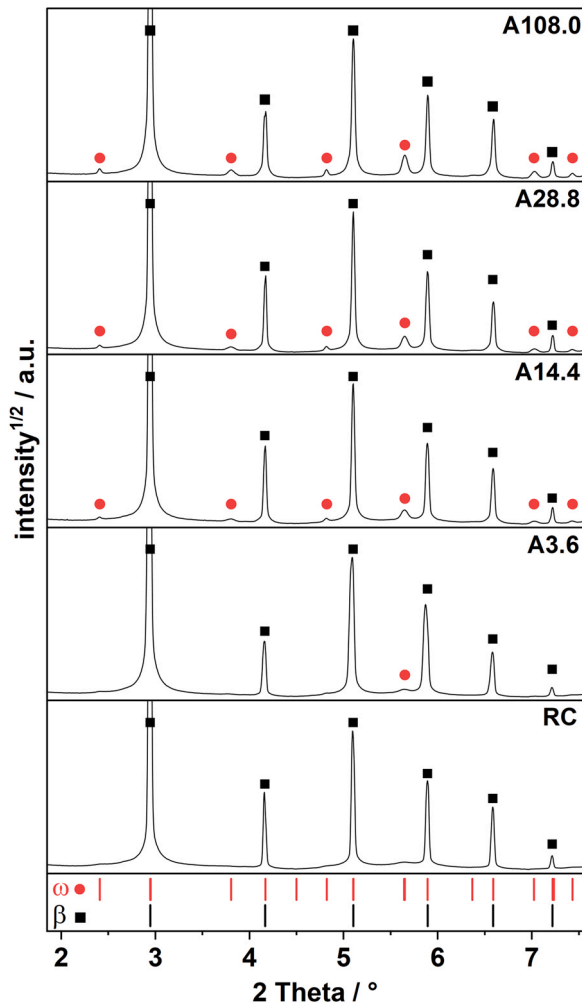 A108.0
A28.8
A14.4
A3.6
RC
intensity1/2 / a.u.
ω
β
2 3 4 5 6 7
2 Theta / °